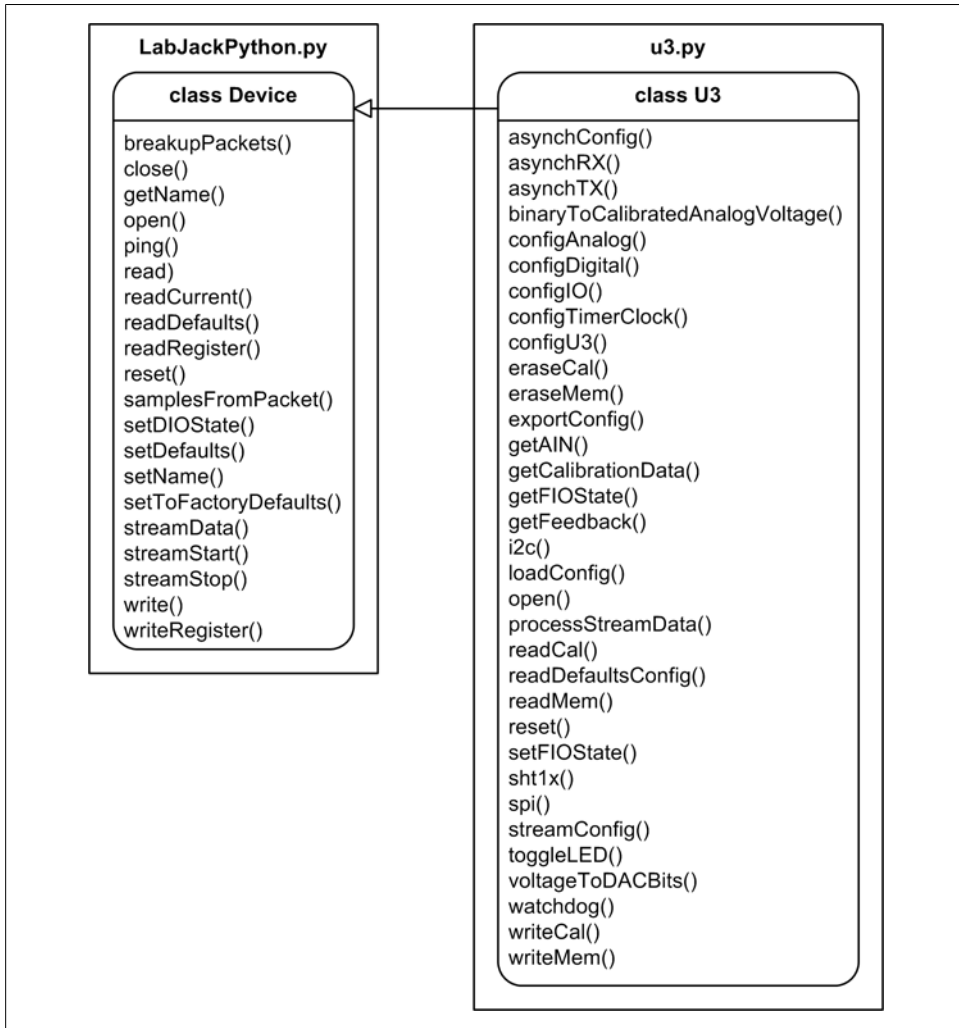 LabJackPython.py
class Device
breakupPackets()
close()
getName()
open()
ping()
read)
readCurrent()
readDefaults()
readRegister()
reset()
samplesFromPacket()
setDIOState()
setDefaults()
setName()
setToFactoryDefaults()
streamData()
streamStart()
streamStop()
write()
writeRegister()
u3.py
class U3
asynchConfig()
asynchRX()
asynchTX()
binaryToCalibratedAnalogVoltage()
configAnalog()
configDigital()
configIO()
configTimerClock()
configU3()
eraseCal()
eraseMem()
exportConfig()
getAIN()
getCalibrationData()
getFIOState()
getFeedback()
i2c()
loadConfig()
open()
processStreamData()
readCal()
readDefaultsConfig()
readMem()
reset()
setFIOState()
sht1x()
spi()
streamConfig()
toggleLED()
voltageToDACBits()
watchdog()
writeCal()
writeMem()